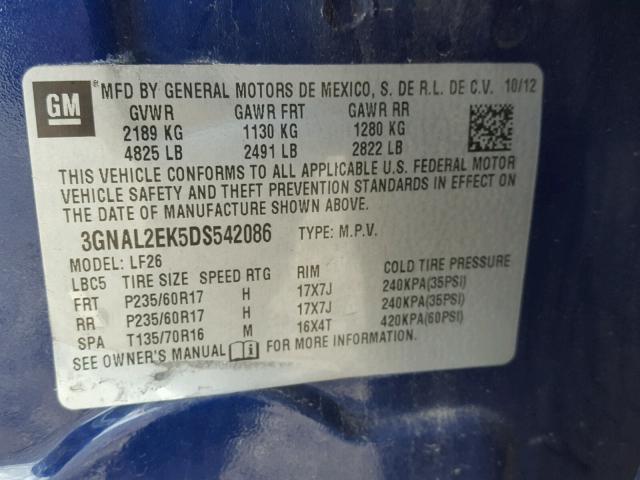 GM
® MFD BY GENERAL MOTORS DE MEXICO, S. DE R.L. DE C.V. 10/12
GVWR GAWR FRT GAWR RR
2189 KG 1130 KG 1280 KG
4825 LB 2491 LB 2822 LB
THIS VEHICLE CONFORMS TO ALL APPLICABLE U.S. FEDERAL MOTOR
VEHICLE SAFETY AND THEFT PREVENTION STANDARDS IN EFFECT ON
THE DATE OF MANUFACTURE SHOWN ABOVE.
3GNAL2EK5DS542086 TYPE: M.P.V.
MODEL: LF26
LBC5 TIRE SIZE SPEED RTG RIM COLD TIRE PRESSURE
FRT P235/60R17 H 17X7J 240KPA(35PSI)
RR P235/60R17 H 17X7J 240KPA(35PSI)
SPA T135/70R16 M 16X4T 420KPA(60PSI)
SEE OWNER'S MANUAL FOR MORE INFORMATION